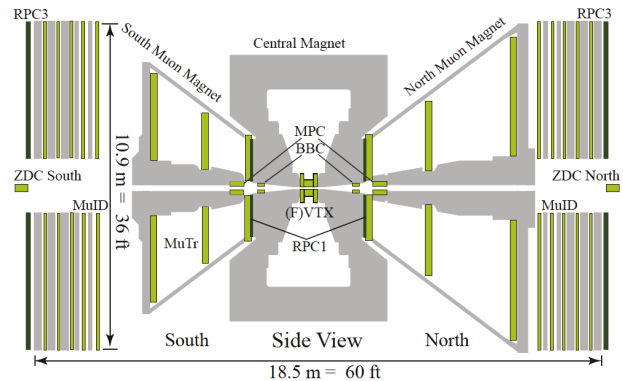 RPC3
South Muon Magnet
Central Magnet
North Muon Magnet
RPC3
MPC
BBC
ZDC South
ZDC North
10.9 m = 36 ft
MuID
(F)VTX
MuID
MuTr
RPC1
South
Side View
North
18.5 m = 60 ft